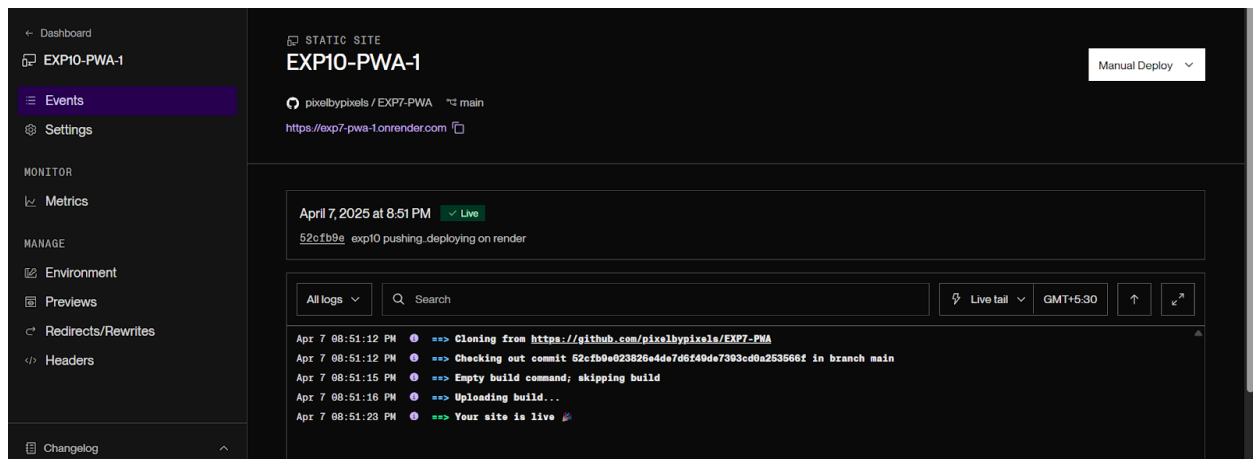 ← Dashboard
EXP10-PWA-1
Events
Settings
MONITOR
Metrics
MANAGE
Environment
Previews
Redirects/Rewrites
Headers
Changelog
STATIC SITE
EXP10-PWA-1
Manual Deploy
pixelbypixels / EXP7-PWA main
https://exp7-pwa-1.onrender.com
April 7, 2025 at 8:51 PM ✓ Live
52cfb9e exp10 pushing..deploying on render
All logs Search Live tail GMT+5:30
Apr 7 08:51:12 PM ==> Cloning from https://github.com/pixelbypixels/EXP7-PWA
Apr 7 08:51:12 PM ==> Checking out commit 52cfb9e023826e4de7d6f49de7393cd0a253566f in branch main
Apr 7 08:51:15 PM ==> Empty build command; skipping build
Apr 7 08:51:16 PM ==> Uploading build...
Apr 7 08:51:23 PM ==> Your site is live 🎉